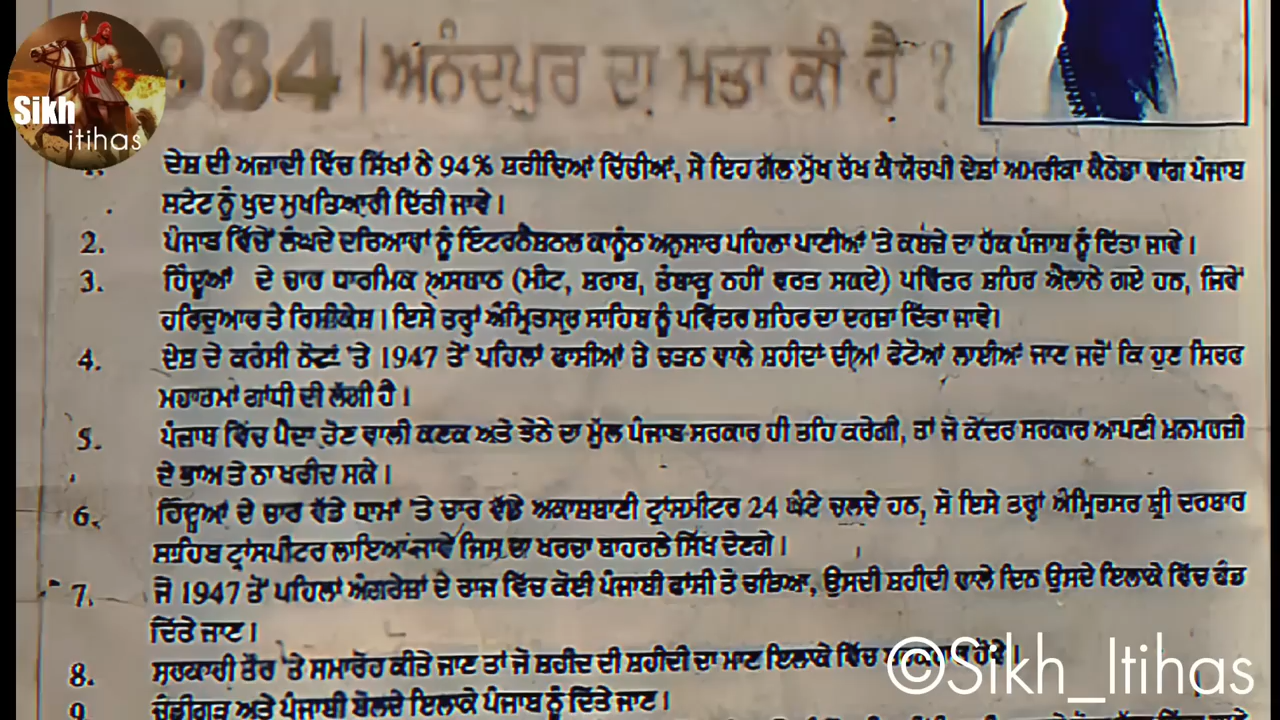 Sikh
itihas
984 | ਅਨੰਦਪੁਰ ਦਾ ਮਤਾ ਕੀ ਹੈ ?
1. ਦੇਸ਼ ਦੀ ਅਜ਼ਾਦੀ ਵਿੱਚ ਸਿੱਖਾਂ ਨੇ 94% ਸ਼ਹੀਦੀਆਂ ਦਿੱਤੀਆਂ, ਸੋ ਇਹ ਗੱਲ ਮੁੱਖ ਰੱਖ ਕੇ ਯੋਰਪੀ ਦੇਸ਼ਾਂ ਅਮਰੀਕਾ ਕੈਨੇਡਾ ਵਾਂਗ ਪੰਜਾਬ
ਸਟੇਟ ਨੂੰ ਖੁਦ ਮੁਖਤਿਆਰੀ ਦਿੱਤੀ ਜਾਵੇ।
2. ਪੰਜਾਬ ਵਿੱਚੋਂ ਲੰਘਦੇ ਦਰਿਆਵਾਂ ਨੂੰ ਇੰਟਰਨੈਸ਼ਨਲ ਕਾਨੂੰਨ ਅਨੁਸਾਰ ਪਹਿਲਾ ਪਾਣੀਆਂ 'ਤੇ ਕਬਜ਼ੇ ਦਾ ਹੱਕ ਪੰਜਾਬ ਨੂੰ ਦਿੱਤਾ ਜਾਵੇ।
3. ਹਿੰਦੂਆਂ ਦੇ ਚਾਰ ਧਾਰਮਿਕ ਅਸਥਾਨ (ਮੀਟ, ਸ਼ਰਾਬ, ਤੰਬਾਕੂ ਨਹੀਂ ਵਰਤ ਸਕਦੇ) ਪਵਿੱਤਰ ਸ਼ਹਿਰ ਐਲਾਨੇ ਗਏ ਹਨ, ਜਿਵੇਂ
ਹਰਿਦੁਆਰ ਤੇ ਰਿਸ਼ੀਕੇਸ਼। ਇਸੇ ਤਰ੍ਹਾਂ ਅੰਮ੍ਰਿਤਸਰ ਸਾਹਿਬ ਨੂੰ ਪਵਿੱਤਰ ਸ਼ਹਿਰ ਦਾ ਦਰਜ਼ਾ ਦਿੱਤਾ ਜਾਵੇ।
4. ਦੇਸ਼ ਦੇ ਕਰੰਸੀ ਨੋਟਾਂ 'ਤੇ 1947 ਤੋਂ ਪਹਿਲਾਂ ਫਾਸੀਆਂ ਤੇ ਚੜਨ ਵਾਲੇ ਸ਼ਹੀਦਾਂ ਦੀਆਂ ਫੋਟੋਆਂ ਲਾਈਆਂ ਜਾਣ ਜਦੋਂ ਕਿ ਹੁਣ ਸਿਰਫ
ਮਹਾਤਮਾਂ ਗਾਂਧੀ ਦੀ ਲੱਗੀ ਹੈ।
5. ਪੰਜਾਬ ਵਿੱਚ ਪੈਦਾ ਹੋਣ ਵਾਲੀ ਕਣਕ ਅਤੇ ਝੋਨੇ ਦਾ ਮੁੱਲ ਪੰਜਾਬ ਸਰਕਾਰ ਹੀ ਤਹਿ ਕਰੇਗੀ, ਤਾਂ ਜੋ ਕੇਂਦਰ ਸਰਕਾਰ ਆਪਣੀ ਮਨਮਰਜ਼ੀ
ਦੇ ਭਾਅ ਤੇ ਨਾ ਖਰੀਦ ਸਕੇ।
6. ਹਿੰਦੂਆਂ ਦੇ ਚਾਰ ਵੱਡੇ ਧਾਮਾਂ 'ਤੇ ਚਾਰ ਵੱਡੇ ਅਕਾਸ਼ਬਾਣੀ ਟ੍ਰਾਂਸਮੀਟਰ 24 ਘੰਟੇ ਚਲਦੇ ਹਨ, ਸੋ ਇਸੇ ਤਰ੍ਹਾਂ ਅੰਮ੍ਰਿਤਸਰ ਸ਼੍ਰੀ ਦਰਬਾਰ
ਸਾਹਿਬ ਟ੍ਰਾਂਸਮੀਟਰ ਲਾਇਆ ਜਾਵੇ ਜਿਸ ਦਾ ਖਰਚਾ ਬਾਹਰਲੇ ਸਿੱਖ ਦੇਣਗੇ।
7. ਜੋ 1947 ਤੋਂ ਪਹਿਲਾਂ ਅੰਗਰੇਜ਼ਾਂ ਦੇ ਰਾਜ ਵਿੱਚ ਕੋਈ ਪੰਜਾਬੀ ਫਾਂਸੀ ਤੇ ਚੜਿਆ, ਉਸਦੀ ਸ਼ਹੀਦੀ ਵਾਲੇ ਦਿਨ ਉਸਦੇ ਇਲਾਕੇ ਵਿੱਚ ਫੰਡ
ਦਿੱਤੇ ਜਾਣ।
8. ਸਰਕਾਰੀ ਤੌਰ 'ਤੇ ਸਮਾਰੋਹ ਕੀਤੇ ਜਾਣ ਤਾਂ ਜੋ ਸ਼ਹੀਦ ਦੀ ਸ਼ਹੀਦੀ ਦਾ ਮਾਣ ਇਲਾਕੇ ਵਿੱਚ
9. ਚੰਡੀਗੜ ਅਤੇ ਪੰਜਾਬੀ ਬੋਲਦੇ ਇਲਾਕੇ ਪੰਜਾਬ ਨੂੰ ਦਿੱਤੇ ਜਾਣ।
©Sikh_Itihas